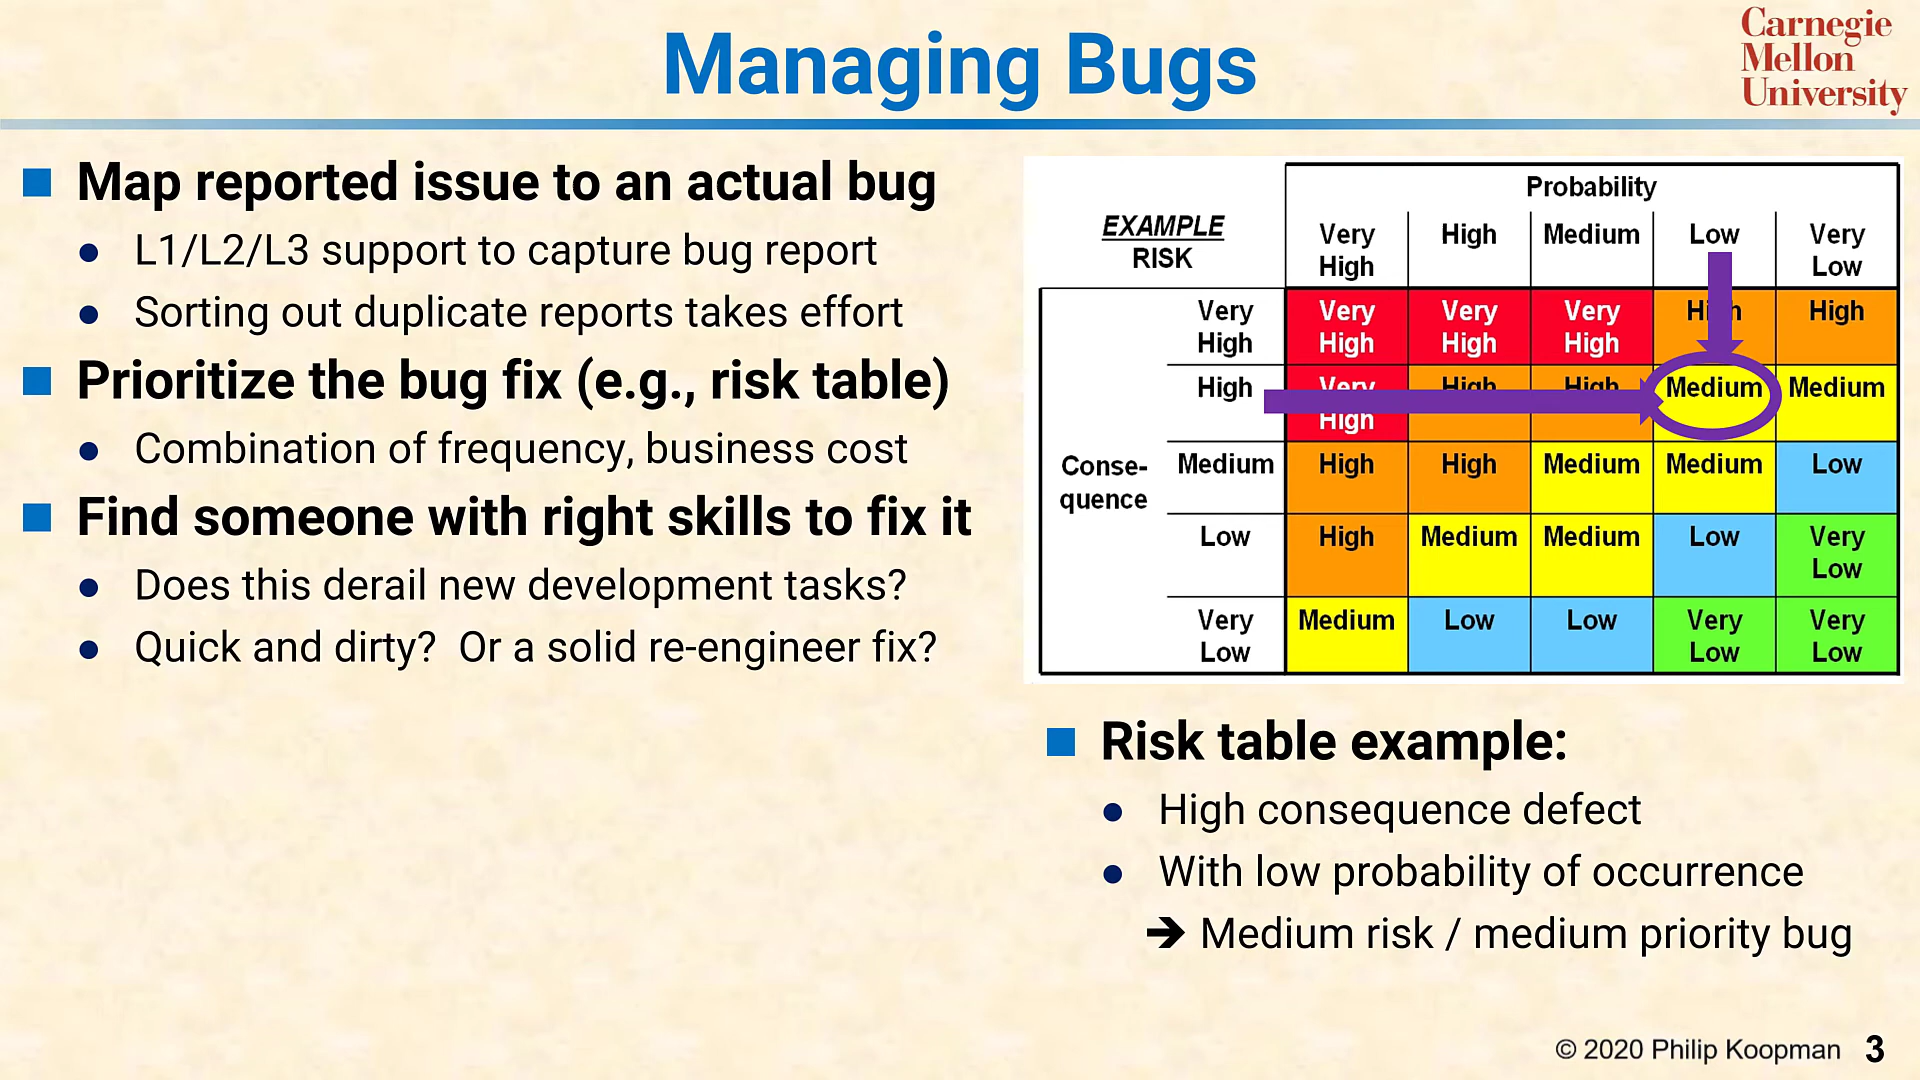 Managing Bugs
Carnegie
Mellon
University
■ Map reported issue to an actual bug
● L1/L2/L3 support to capture bug report
● Sorting out duplicate reports takes effort
■ Prioritize the bug fix (e.g., risk table)
● Combination of frequency, business cost
■ Find someone with right skills to fix it
● Does this derail new development tasks?
● Quick and dirty? Or a solid re-engineer fix?
EXAMPLE
RISK
Probability
Very High
High
Medium
Low
Very Low
Conse-
quence
Very High Very High Very High Very High High High
High Very High High High Medium Medium
Medium High High Medium Medium Low
Low High Medium Medium Low Very Low
Very Low Medium Low Low Very Low Very Low
■ Risk table example:
● High consequence defect
● With low probability of occurrence
➔ Medium risk / medium priority bug
© 2020 Philip Koopman 3